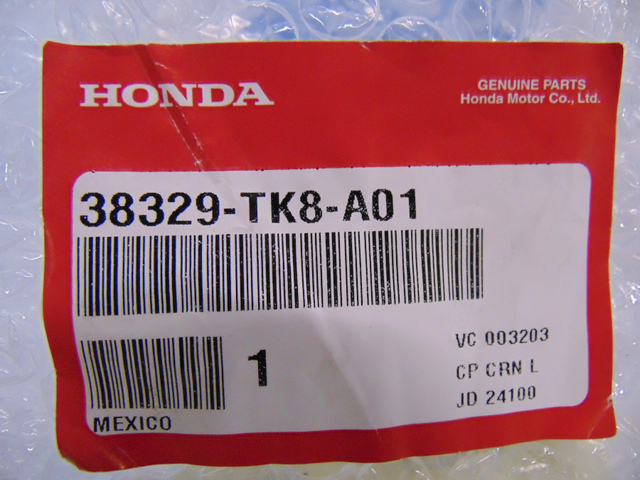 HONDA
GENUINE PARTS
Honda Motor Co., Ltd.
38329-TK8-A01
1
VC 003203
CP CRN L
JD 24100
MEXICO